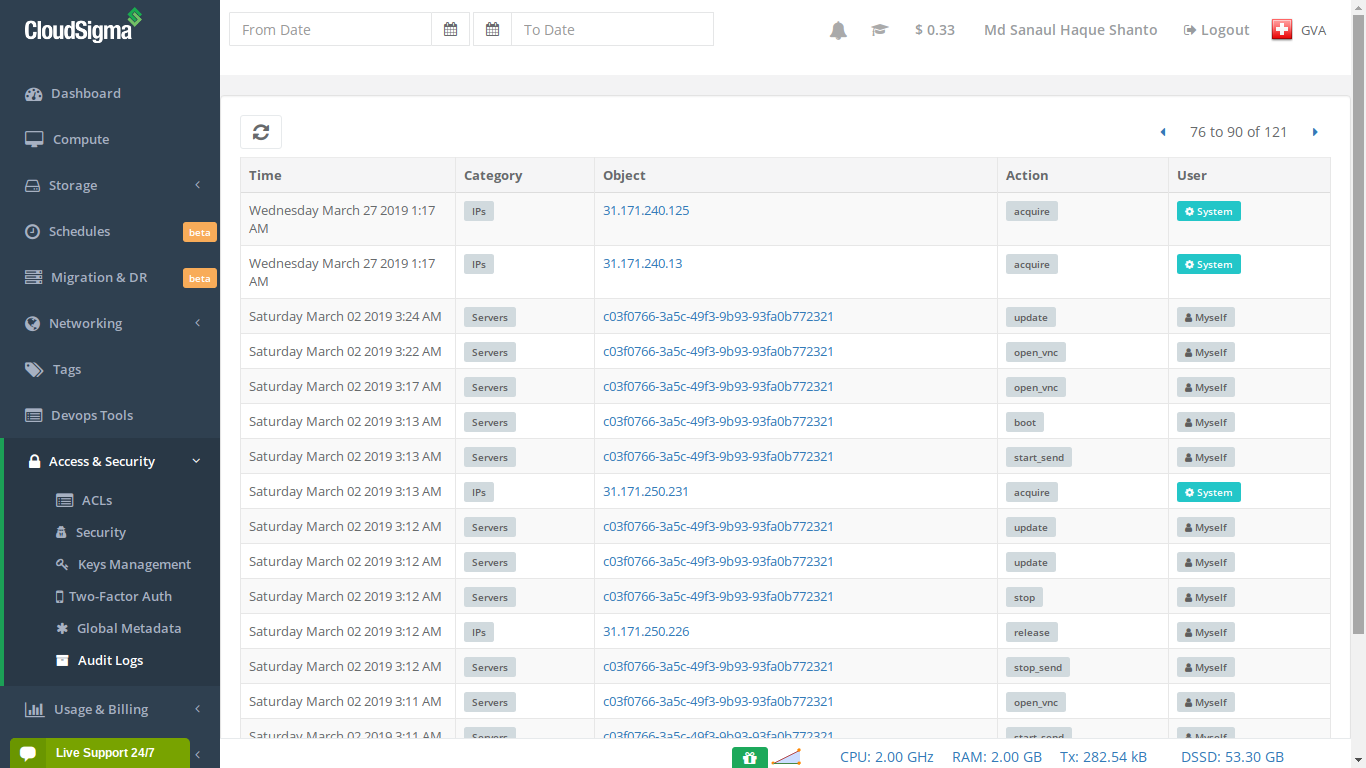 CloudSigma
From Date
To Date
$ 0.33
Md Sanaul Haque Shanto
Logout
GVA
Dashboard
Compute
Storage
Schedules beta
Migration & DR beta
Networking
Tags
Devops Tools
Access & Security
ACLs
Security
Keys Management
Two-Factor Auth
Global Metadata
Audit Logs
Usage & Billing
Live Support 24/7
76 to 90 of 121
Time Category Object Action User
Wednesday March 27 2019 1:17 IPs 31.171.240.125 acquire System
AM
Wednesday March 27 2019 1:17 IPs 31.171.240.13 acquire System
AM
Saturday March 02 2019 3:24 AM Servers c03f0766-3a5c-49f3-9b93-93fa0b772321 update Myself
Saturday March 02 2019 3:22 AM Servers c03f0766-3a5c-49f3-9b93-93fa0b772321 open_vnc Myself
Saturday March 02 2019 3:17 AM Servers c03f0766-3a5c-49f3-9b93-93fa0b772321 open_vnc Myself
Saturday March 02 2019 3:13 AM Servers c03f0766-3a5c-49f3-9b93-93fa0b772321 boot Myself
Saturday March 02 2019 3:13 AM Servers c03f0766-3a5c-49f3-9b93-93fa0b772321 start_send Myself
Saturday March 02 2019 3:13 AM IPs 31.171.250.231 acquire System
Saturday March 02 2019 3:12 AM Servers c03f0766-3a5c-49f3-9b93-93fa0b772321 update Myself
Saturday March 02 2019 3:12 AM Servers c03f0766-3a5c-49f3-9b93-93fa0b772321 update Myself
Saturday March 02 2019 3:12 AM Servers c03f0766-3a5c-49f3-9b93-93fa0b772321 stop Myself
Saturday March 02 2019 3:12 AM IPs 31.171.250.226 release Myself
Saturday March 02 2019 3:12 AM Servers c03f0766-3a5c-49f3-9b93-93fa0b772321 stop_send Myself
Saturday March 02 2019 3:11 AM Servers c03f0766-3a5c-49f3-9b93-93fa0b772321 open_vnc Myself
Saturday March 02 2019 3:11 AM Servers c03f0766-3a5c-49f3-9b93-93fa0b772321 start_send Myself
CPU: 2.00 GHz RAM: 2.00 GB Tx: 282.54 kB DSSD: 53.30 GB